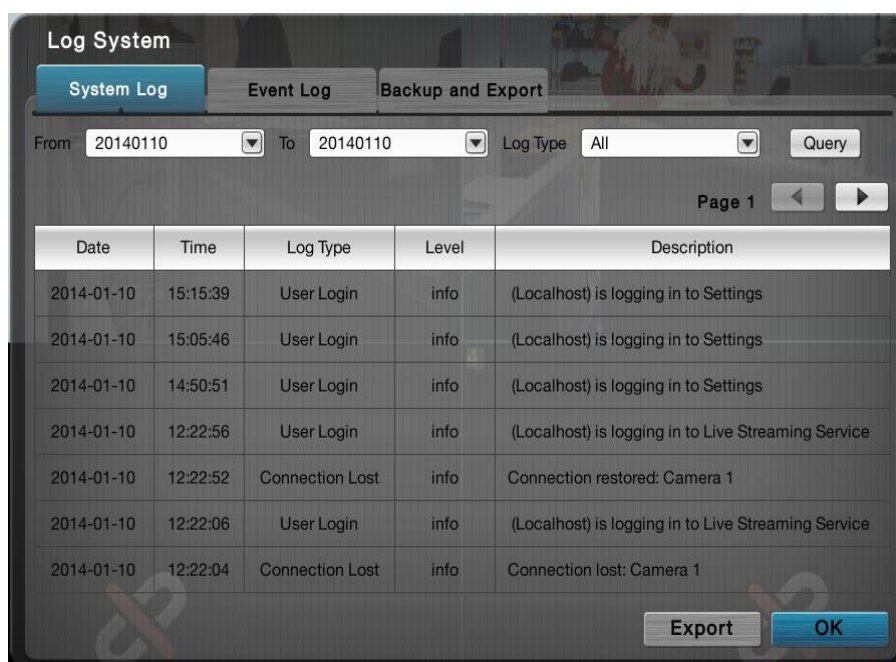 Log System
System Log Event Log Backup and Export
From 20140110 To 20140110 Log Type All Query
Page 1
Date Time Log Type Level Description
2014-01-10 15:15:39 User Login info (Localhost) is logging in to Settings
2014-01-10 15:05:46 User Login info (Localhost) is logging in to Settings
2014-01-10 14:50:51 User Login info (Localhost) is logging in to Settings
2014-01-10 12:22:56 User Login info (Localhost) is logging in to Live Streaming Service
2014-01-10 12:22:52 Connection Lost info Connection restored: Camera 1
2014-01-10 12:22:06 User Login info (Localhost) is logging in to Live Streaming Service
2014-01-10 12:22:04 Connection Lost info Connection lost: Camera 1
Export OK